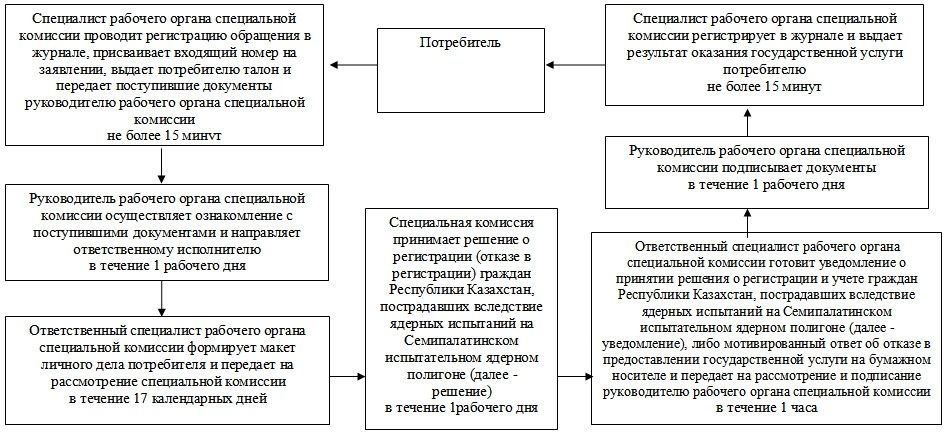 Потребитель
Специалист рабочего органа специальной
комиссии проводит регистрацию обращения в
журнале, присваивает входящий номер на
заявлении, выдает потребителю талон и
передает поступившие документы
руководителю рабочего органа специальной
комиссии
не более 15 минут
Руководитель рабочего органа специальной
комиссии осуществляет ознакомление с
поступившими документами и направляет
ответственному исполнителю
в течение 1 рабочего дня
Ответственный специалист рабочего органа
специальной комиссии формирует макет
личного дела потребителя и передает на
рассмотрение специальной комиссии
в течение 17 календарных дней
Специальная комиссия
принимает решение о
регистрации (отказе в
регистрации) граждан
Республики Казахстан,
пострадавших вследствие
ядерных испытаний на
Семипалатинском
испытательном ядерном
полигоне (далее -
решение)
в течение 1рабочего дня
Ответственный специалист рабочего органа
специальной комиссии готовит уведомление о
принятии решения о регистрации и учете граждан
Республики Казахстан, пострадавших вследствие
ядерных испытаний на Семипалатинском
испытательном ядерном полигоне (далее -
уведомление), либо мотивированный ответ об отказе в
предоставлении государственной услуги на бумажном
носителе и передает на рассмотрение и подписание
руководителю рабочего органа специальной комиссии
в течение 1 часа
Руководитель рабочего органа специальной
комиссии подписывает документы
в течение 1 рабочего дня
Специалист рабочего органа специальной
комиссии регистрирует в журнале и выдает
результат оказания государственной услуги
потребителю
не более 15 минут